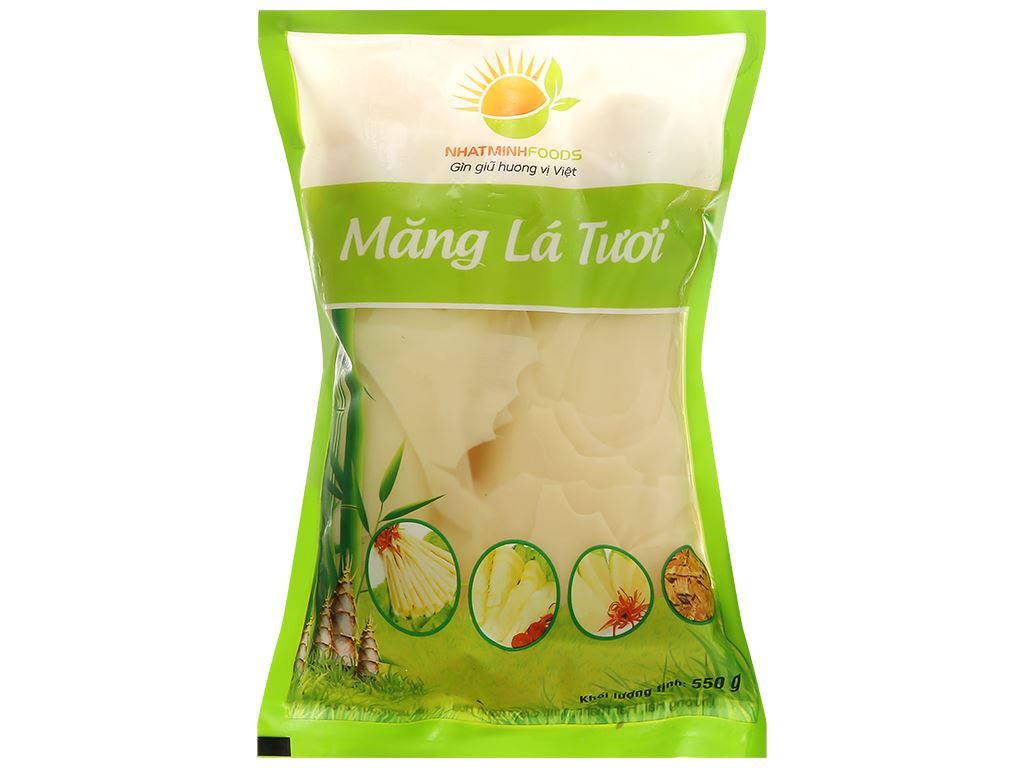 NHATMINHFOODS
Gìn giữ hương vị Việt
Măng Lá Tươi
Khối lượng tịnh: 550 g